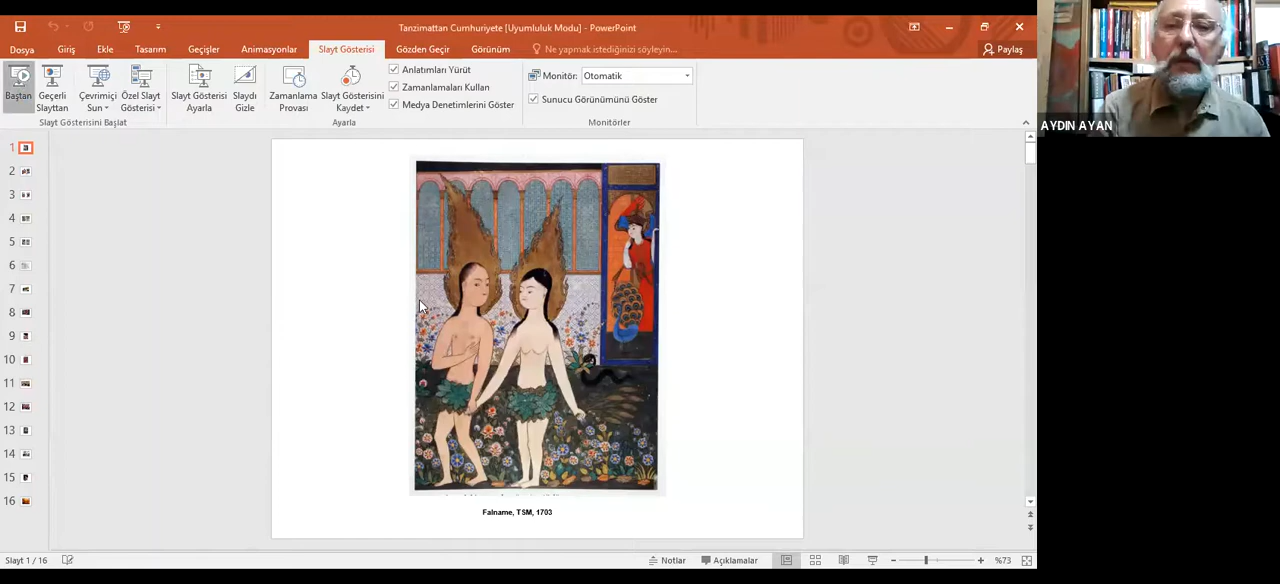 Tanzimattan Cumhuriyete [Uyumluluk Modu] - PowerPoint
Dosya Giriş Ekle Tasarım Geçişler Animasyonlar Slayt Gösterisi Gözden Geçir Görünüm Ne yapmak istediğinizi söyleyin... Paylaş
Baştan
Geçerli Slayttan
Çevrimiçi Sun
Özel Slayt Gösterisi
Slayt Gösterisini Başlat
Slayt Gösterisi Ayarla
Slaydı Gizle
Zamanlama Provası
Slayt Gösterisini Kaydet
Anlatımları Yürüt
Zamanlamaları Kullan
Medya Denetimlerini Göster
Ayarla
Monitör: Otomatik
Sunucu Görünümünü Göster
Monitörler
AYDIN AYAN
1
2
3
4
5
6
7
8
9
10
11
12
13
14
15
16
Falname, TSM, 1703
Slayt 1 / 16
Notlar
Açıklamalar
%73